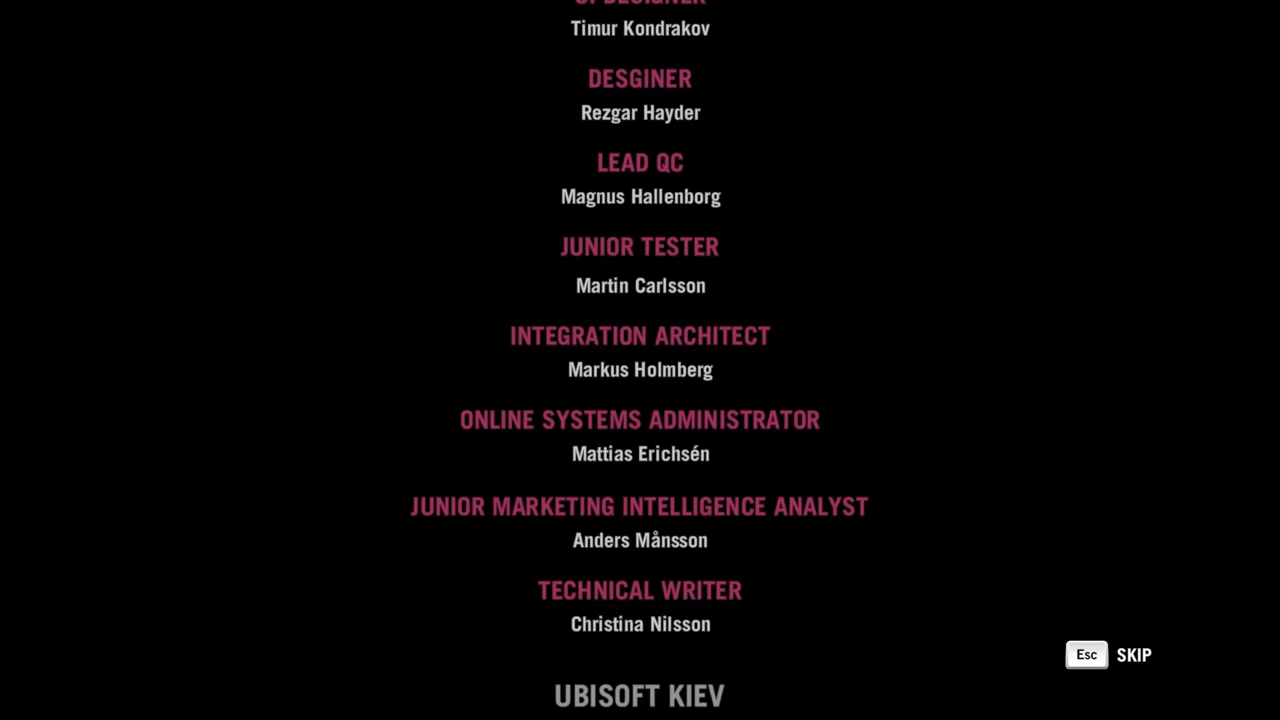 DESIGNER
Timur Kondrakov
DESGINER
Rezgar Hayder
LEAD QC
Magnus Hallenborg
JUNIOR TESTER
Martin Carlsson
INTEGRATION ARCHITECT
Markus Holmberg
ONLINE SYSTEMS ADMINISTRATOR
Mattias Erichsén
JUNIOR MARKETING INTELLIGENCE ANALYST
Anders Månsson
TECHNICAL WRITER
Christina Nilsson
Esc SKIP
UBISOFT KIEV